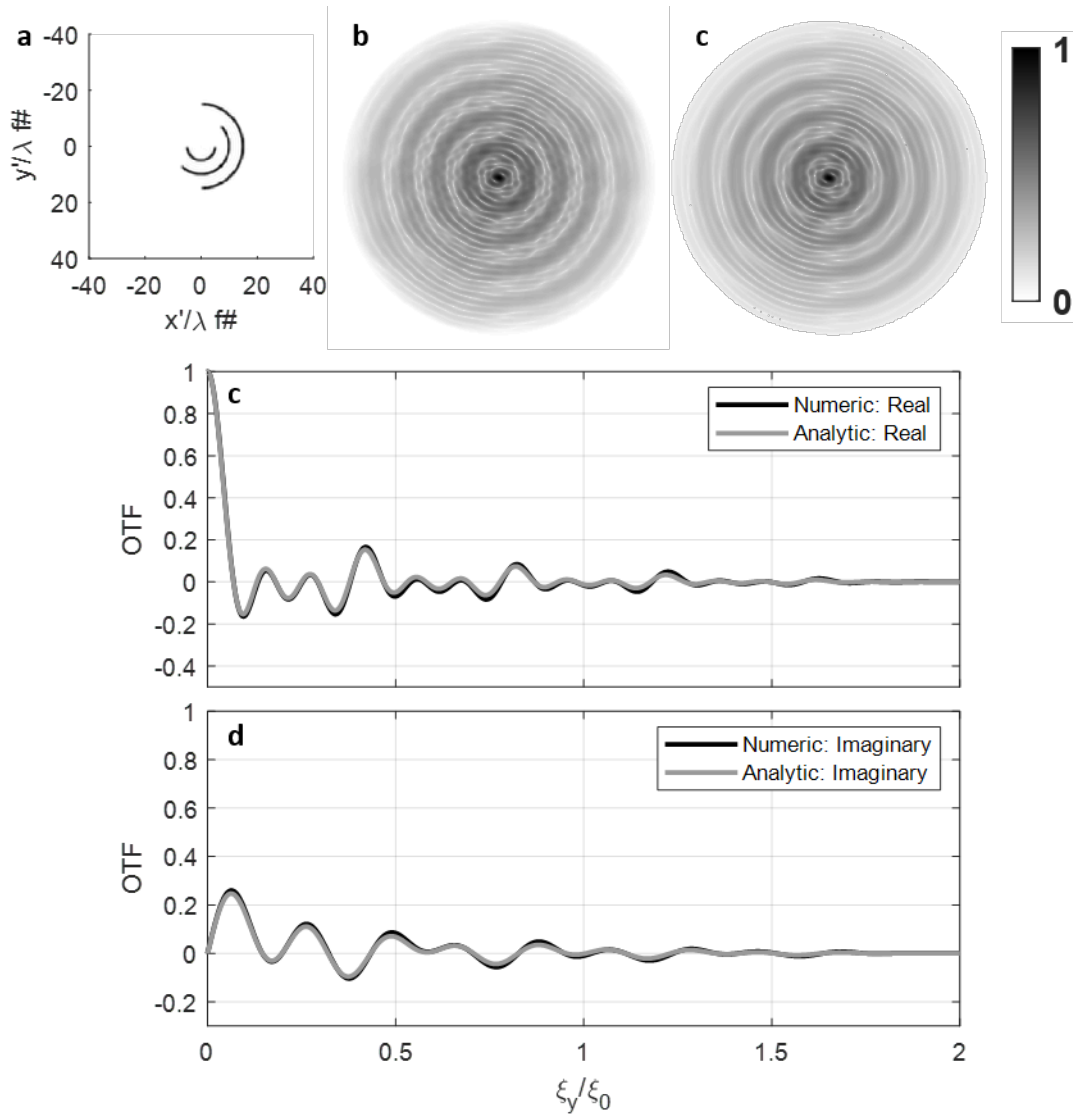 a
b
c
-40
-20
0
20
40
y'/λ f#
-40 -20 0 20 40
x'/λ f#
1
0
c
Numeric: Real
Analytic: Real
1
0.8
0.6
0.4
0.2
0
-0.2
-0.4
OTF
d
Numeric: Imaginary
Analytic: Imaginary
1
0.8
0.6
0.4
0.2
0
-0.2
OTF
0 0.5 1 1.5 2
ξy/ξ0